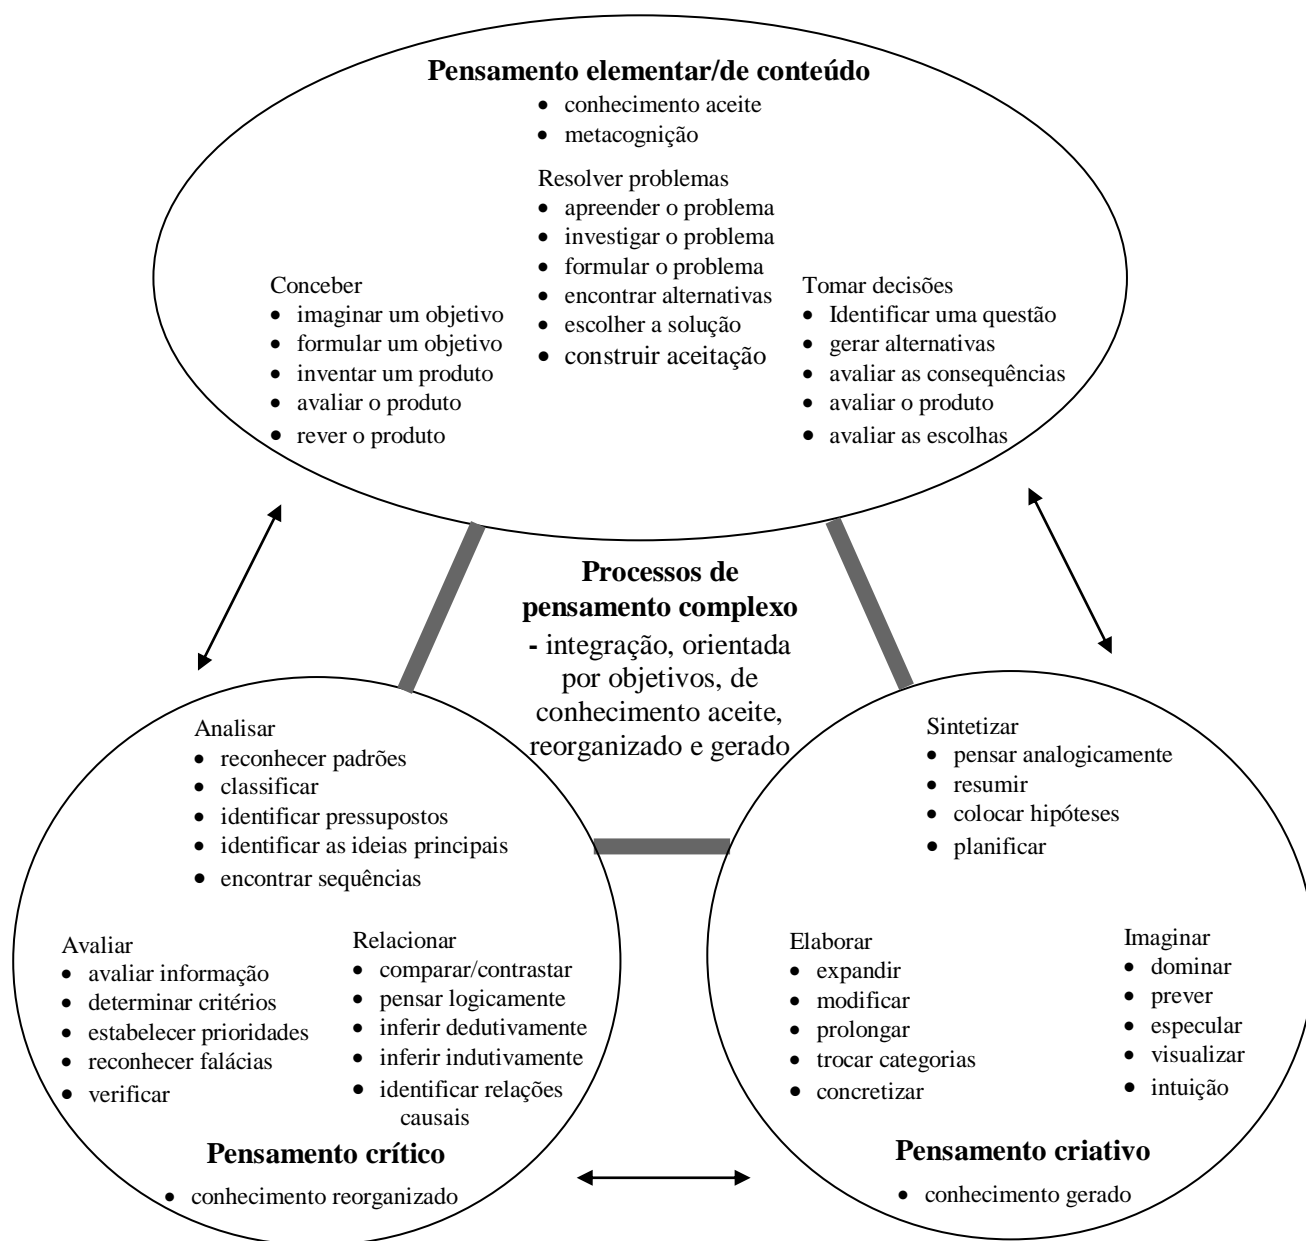 Pensamento elementar/de conteúdo
• conhecimento aceite
• metacognição
Resolver problemas
• apreender o problema
• investigar o problema
• formular o problema
• encontrar alternativas
• escolher a solução
• construir aceitação
Conceber
• imaginar um objetivo
• formular um objetivo
• inventar um produto
• avaliar o produto
• rever o produto
Tomar decisões
• Identificar uma questão
• gerar alternativas
• avaliar as consequências
• avaliar o produto
• avaliar as escolhas
Processos de
pensamento complexo
- integração, orientada
por objetivos, de
conhecimento aceite,
reorganizado e gerado
Analisar
• reconhecer padrões
• classificar
• identificar pressupostos
• identificar as ideias principais
• encontrar sequências
Avaliar
• avaliar informação
• determinar critérios
• estabelecer prioridades
• reconhecer falácias
• verificar
Relacionar
• comparar/contrastar
• pensar logicamente
• inferir dedutivamente
• inferir indutivamente
• identificar relações
causais
Pensamento crítico
• conhecimento reorganizado
Sintetizar
• pensar analogicamente
• resumir
• colocar hipóteses
• planificar
Elaborar
• expandir
• modificar
• prolongar
• trocar categorias
• concretizar
Imaginar
• dominar
• prever
• especular
• visualizar
• intuição
Pensamento criativo
• conhecimento gerado